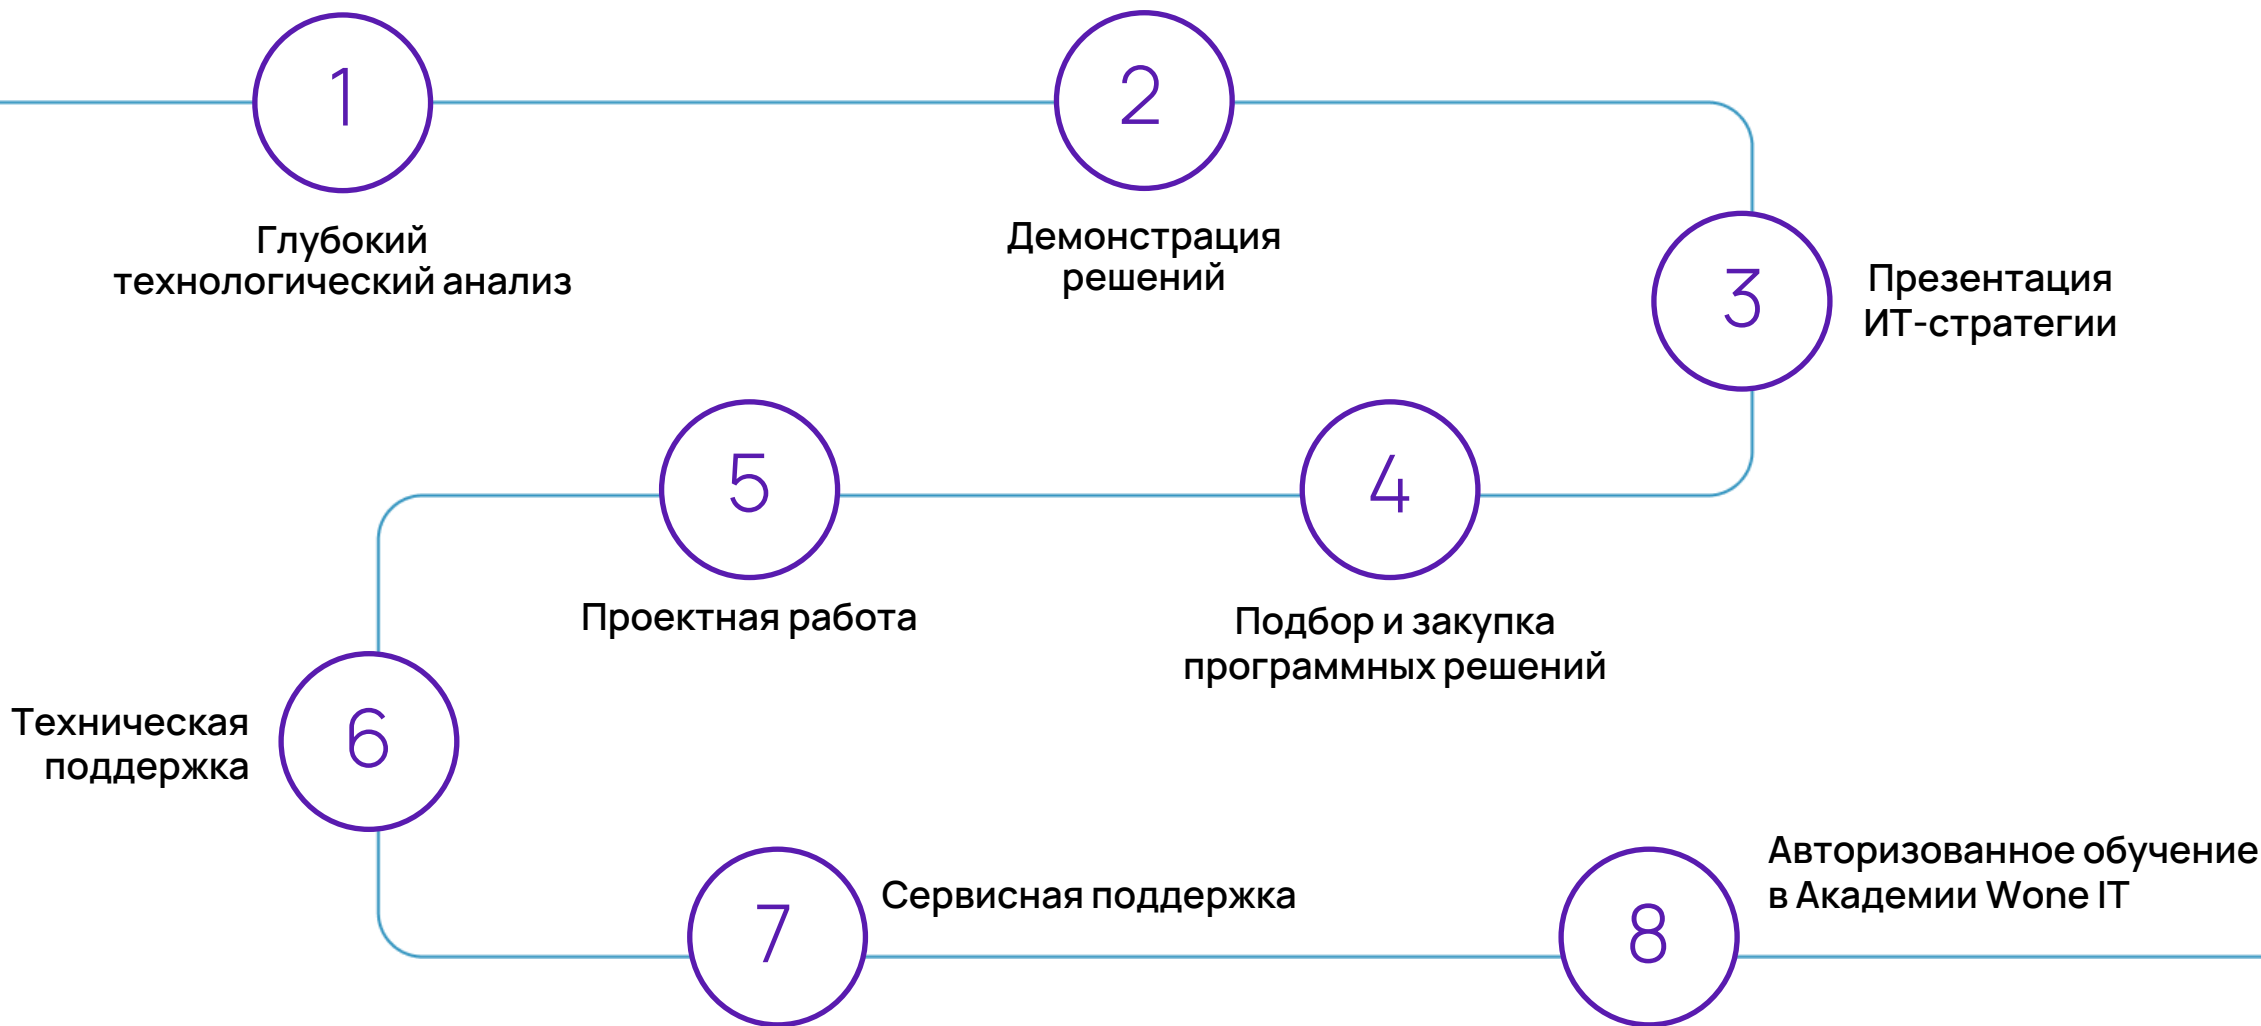 1
Глубокий
технологический анализ
2
Демонстрация
решений
3
Презентация
ИТ-стратегии
4
Подбор и закупка
программных решений
5
Проектная работа
6
Техническая
поддержка
7
Сервисная поддержка
8
Авторизованное обучение
в Академии Wone IT